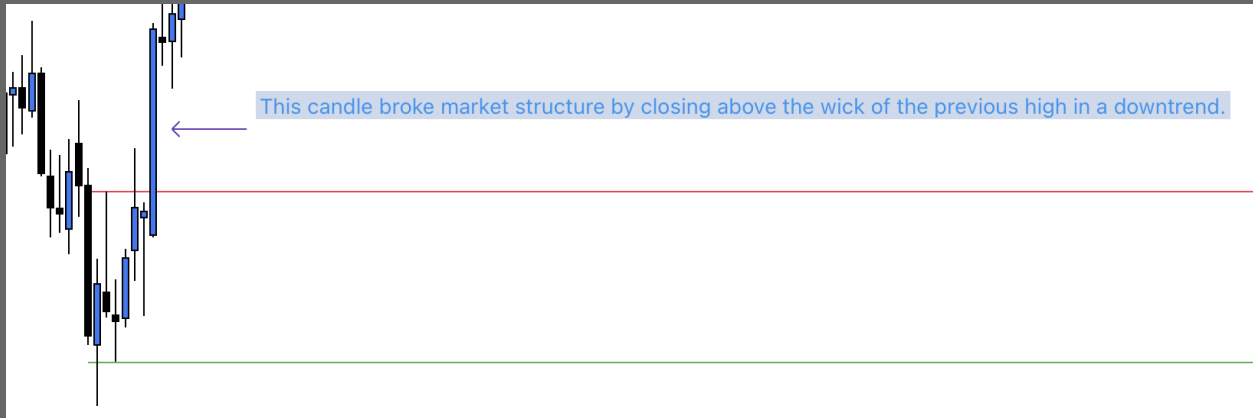 This candle broke market structure by closing above the wick of the previous high in a downtrend.